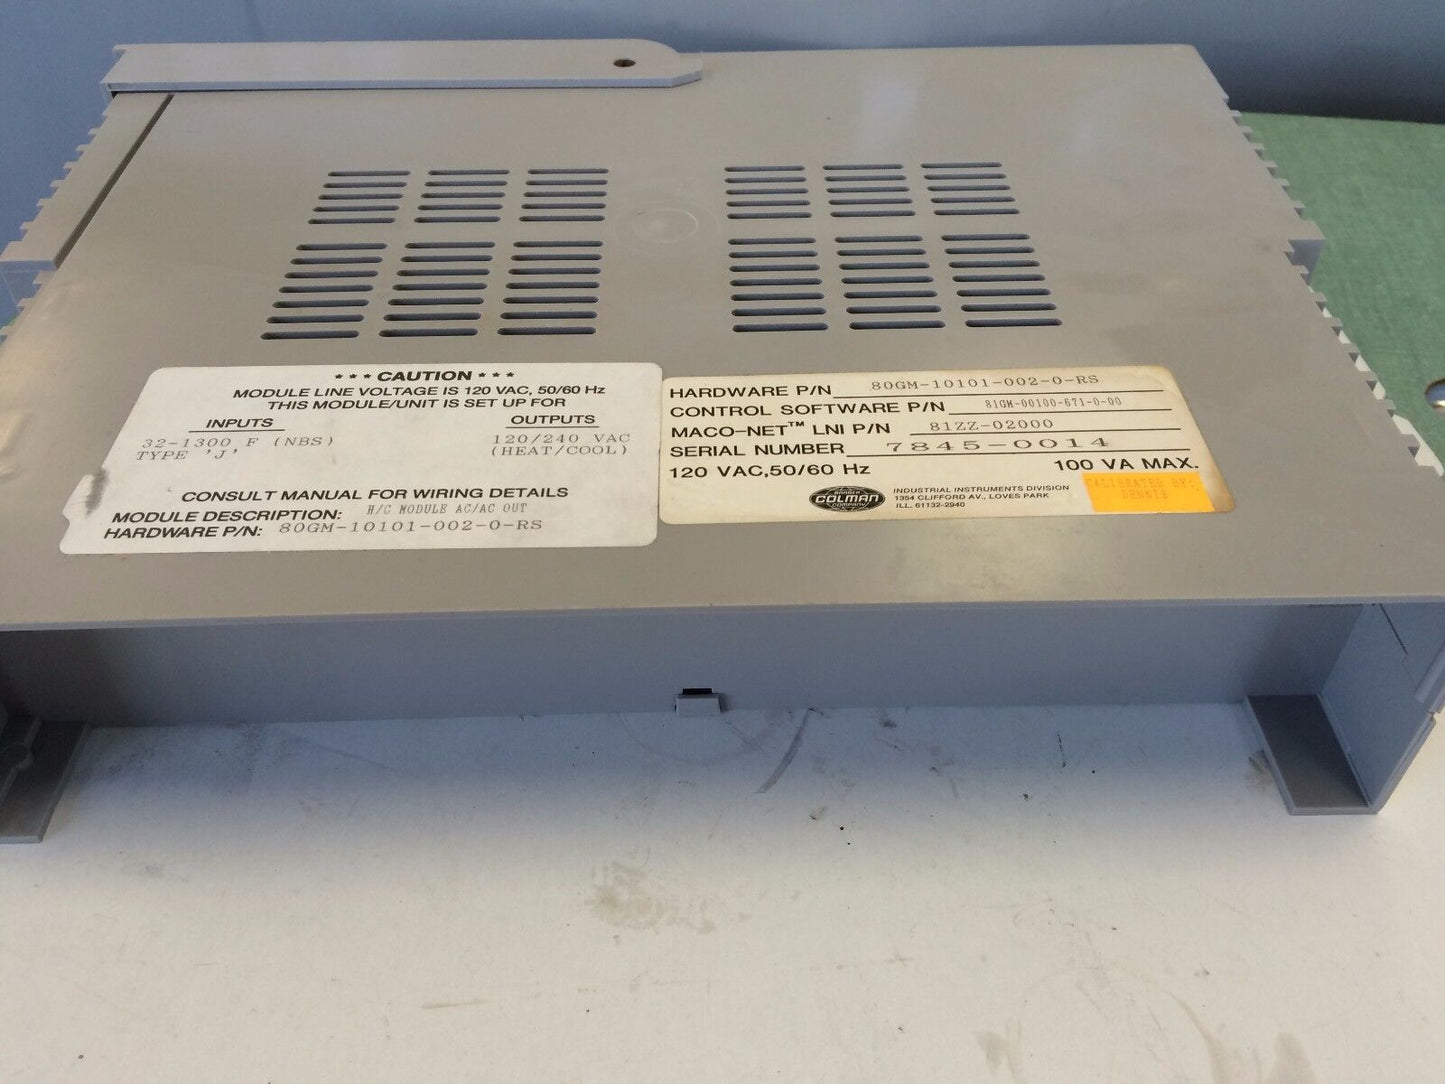 *** CAUTION ***
MODULE LINE VOLTAGE IS 120 VAC, 50/60 Hz
THIS MODULE/UNIT IS SET UP FOR
INPUTS OUTPUTS
32-1300 F (NBS) 120/240 VAC
TYPE 'J' (HEAT/COOL)
CONSULT MANUAL FOR WIRING DETAILS
MODULE DESCRIPTION: H/C MODULE AC/AC OUT
HARDWARE P/N: 80GM-10101-002-0-RS
HARDWARE P/N 80GM-10101-002-0-RS
CONTROL SOFTWARE P/N 81GM-00100-671-0-00
MACO-NET™ LNI P/N 81ZZ-02000
SERIAL NUMBER 7845-0014
120 VAC,50/60 Hz 100 VA MAX.
BARBER
COLMAN
COMPANY
INDUSTRIAL INSTRUMENTS DIVISION
1354 CLIFFORD AV., LOVES PARK
ILL. 61132-2940
CALIBRATED BY:
DENNIS